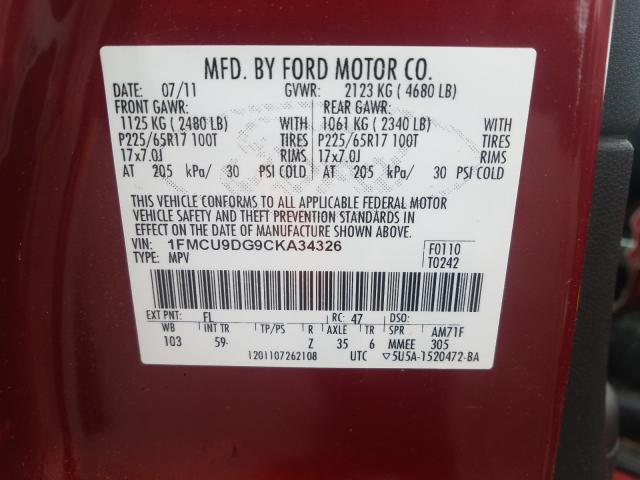 MFD. BY FORD MOTOR CO.
DATE: 07/11 GVWR: 2123 KG ( 4680 LB)
FRONT GAWR: REAR GAWR:
1125 KG ( 2480 LB) WITH 1061 KG ( 2340 LB) WITH
P225/65R17 100T TIRES P225/65R17 100T TIRES
17x7.0J RIMS 17x7.0J RIMS
AT 205 kPa/ 30 PSI COLD AT 205 kPa/ 30 PSI COLD
THIS VEHICLE CONFORMS TO ALL APPLICABLE FEDERAL MOTOR
VEHICLE SAFETY AND THEFT PREVENTION STANDARDS IN
EFFECT ON THE DATE OF MANUFACTURE SHOWN ABOVE.
VIN: 1FMCU9DG9CKA34326 F0110
TYPE: MPV T0242
EXT PNT: FL RC: 47 DSO:
WB INT TR TP/PS R AXLE TR SPR AM71F
103 59- Z 35 6 MMEE 305
1201107262108 UTC ▽5U5A-1520472-BA